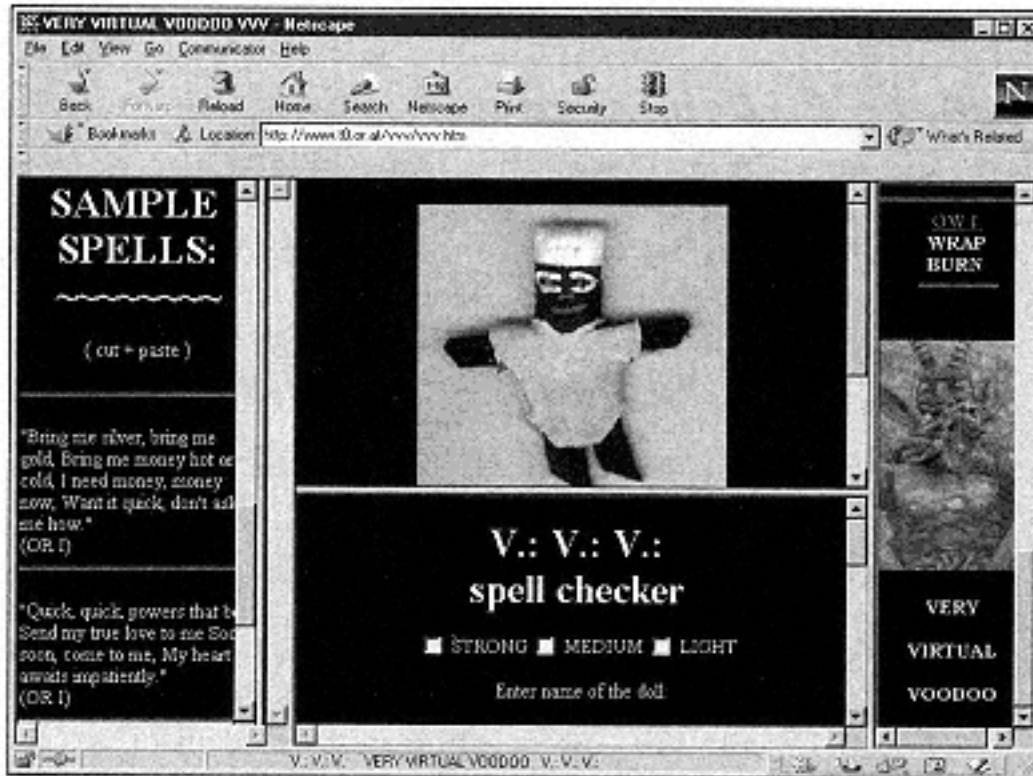 VERY VIRTUAL VOODOO VVV - Netscape
File Edit View Go Communicator Help
Back Forward Reload Home Search Netscape Print Security Stop
N
Bookmarks Location http://www.t0.or.at/vvv/vvv.htm What's Related
SAMPLE
SPELLS:
( cut + paste )
"Bring me silver, bring me
gold, Bring me money hot or
cold, I need money, money
now, Want it quick, don't ask
me how."
(OR I)
"Quick, quick, powers that be
Send my true love to me Soon
soon, come to me, My heart
awaits impatiently."
(OR I)
V.: V.: V.:
spell checker
STRONG MEDIUM LIGHT
Enter name of the doll:
WRAP
BURN
VERY
VIRTUAL
VOODOO
V.: V.: V.: VERY VIRTUAL VOODOO V.: V.: V.: